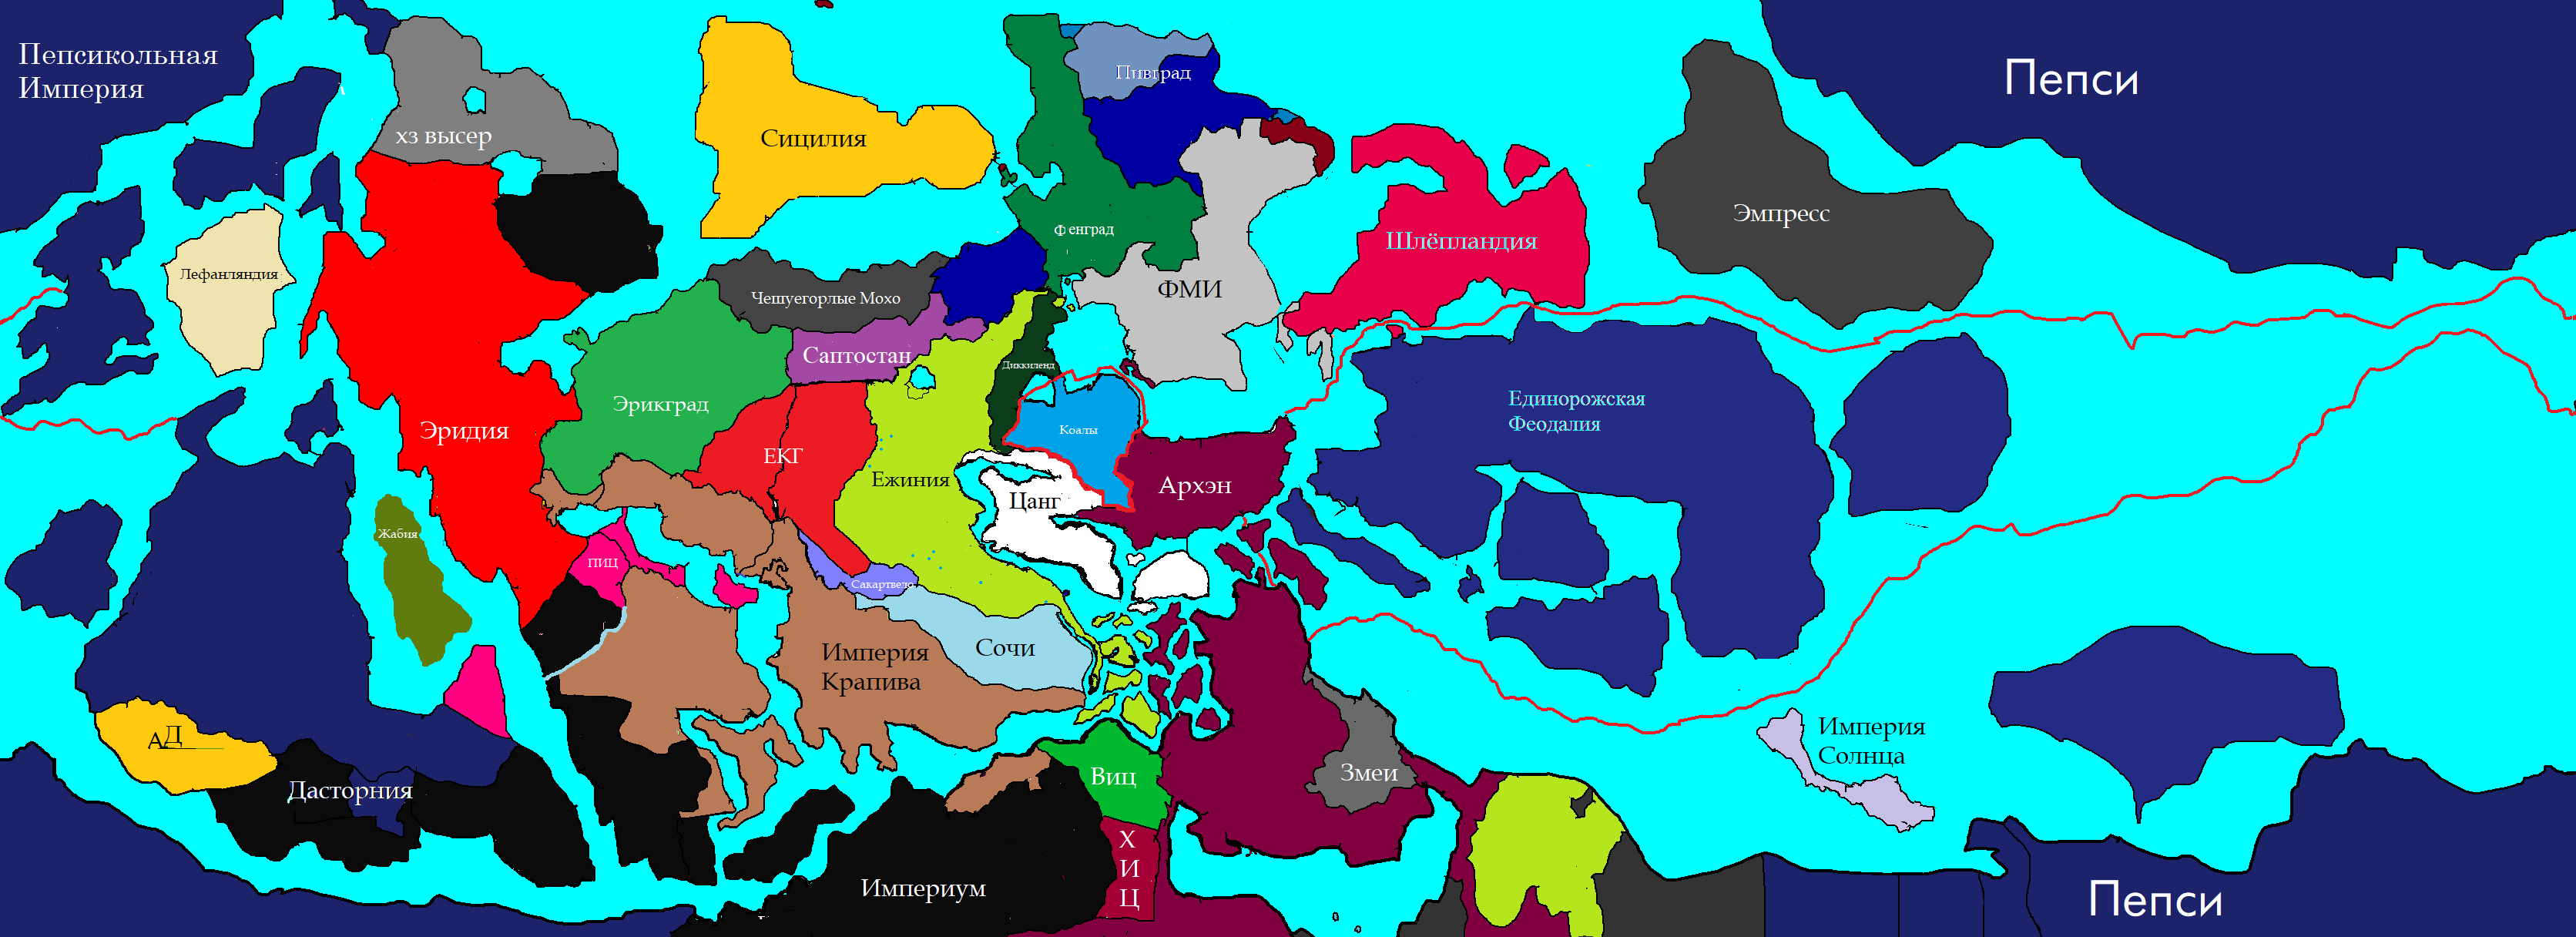 Пепсикольная
Империя
хз высер
Сицилия
Пивград
Пепси
Эмпресс
Фенград
Шлёпландия
Лефанляндия
Чешуегорлые Мохо
ФМИ
Саптостан
Диккиленд
Эрикград
Единорожская
Феодалия
Эридия
Коалы
ЕКГ
Ежиния
Цанг
Архэн
Жабия
ПИЦ
Сакартвело
Империя
Крапива
Сочи
АД
Империя
Солнца
Дасторния
Виц
Змеи
Х
И
Ц
Империум
Пепси